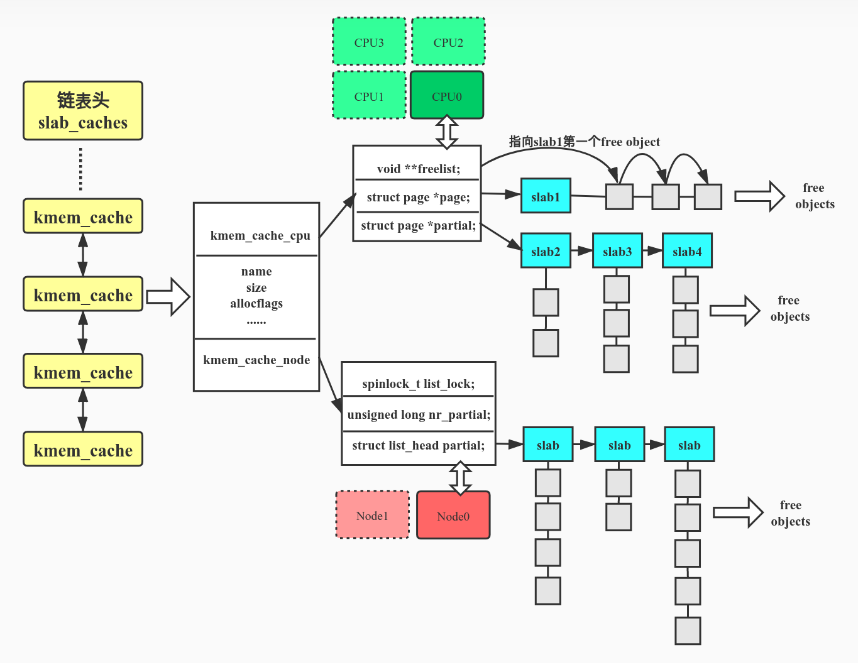 CPU3
CPU2
CPU1
CPU0
链表头
slab_caches
kmem_cache
kmem_cache
kmem_cache
kmem_cache
kmem_cache_cpu
name
size
allocflags
......
kmem_cache_node
void **freelist;
struct page *page;
struct page *partial;
指向slab1第一个free object
slab1
free
objects
slab2
slab3
slab4
free
objects
spinlock_t list_lock;
unsigned long nr_partial;
struct list_head partial;
slab
slab
slab
free
objects
Node1
Node0